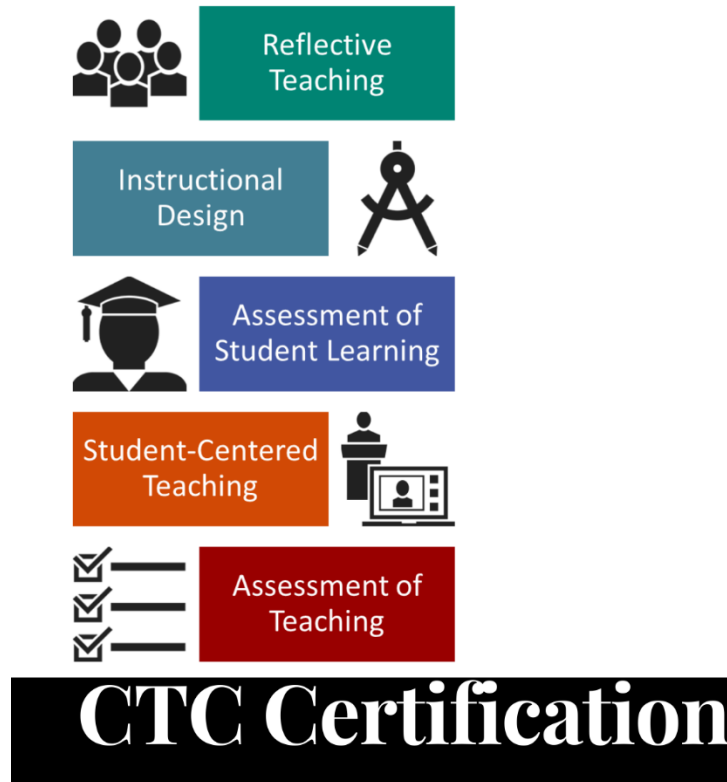 Reflective
Teaching
Instructional
Design
Assessment of
Student Learning
Student-Centered
Teaching
Assessment of
Teaching
CTC Certification